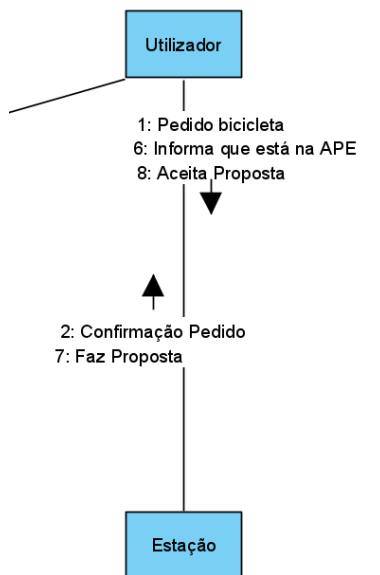 Utilizador
1: Pedido bicicleta
6: Informa que está na APE
8: Aceita Proposta
2: Confirmação Pedido
7: Faz Proposta
Estação